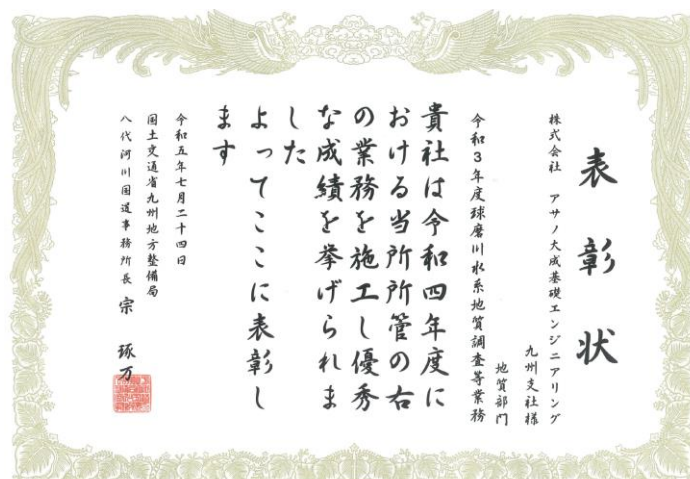 表彰状
株式会社　アサノ大成基礎エンジニアリング
九州支社様
地質部門
令和３年度球磨川水系地質調査等業務
貴社は令和四年度に
おける当所所管の右
の業務を施工し優秀
な成績を挙げられま
した
よってここに表彰し
ます
令和五年七月二十四日
国土交通省九州地方整備局
八代河川国道事務所長　宗　琢万